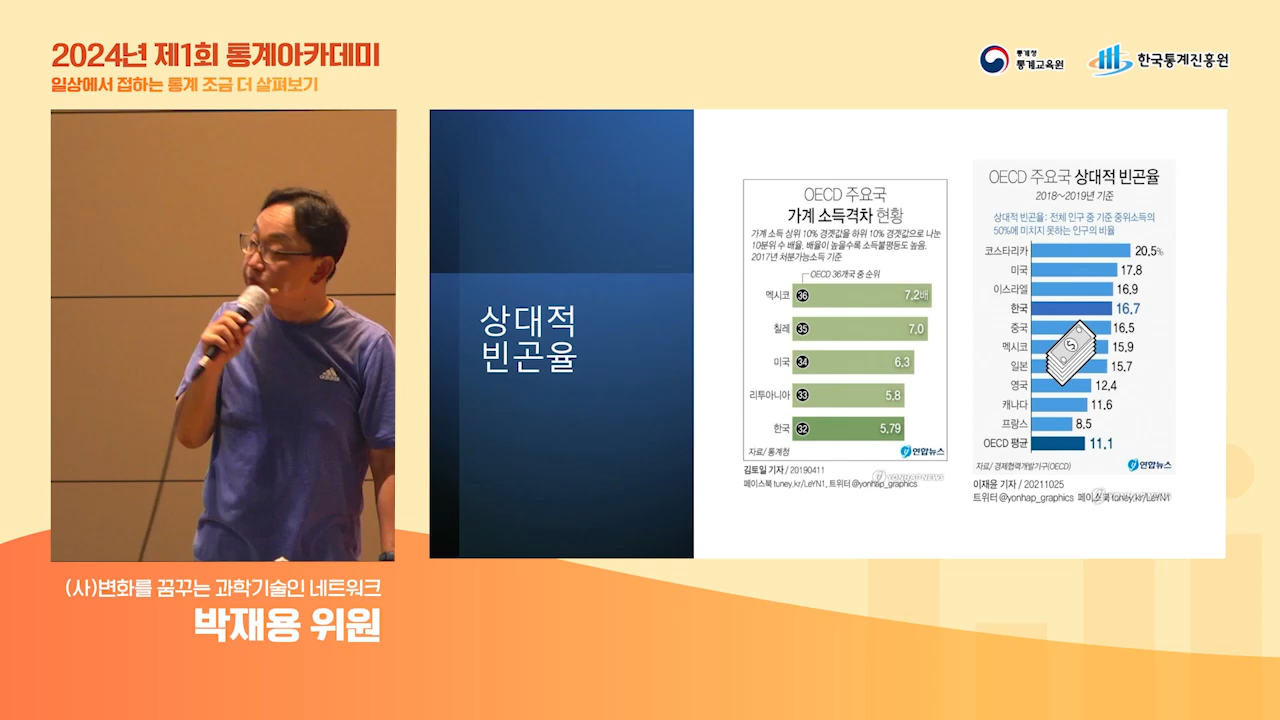 2024년 제1회 통계아카데미
일상에서 접하는 통계 조금 더 살펴보기
통계청
통계교육원
한국통계진흥원
(사)변화를 꿈꾸는 과학기술인 네트워크
박재용 위원
상대적
빈곤율
OECD 주요국
가계 소득격차 현황
가계 소득 상위 10% 경곗값을 하위 10% 경곗값으로 나눈
10분위 수 배율. 배율이 높을수록 소득불평등도 높음.
2017년 처분가능소득 기준
OECD 36개국 중 순위
멕시코 36 7.2배
칠레 35 7.0
미국 34 6.3
리투아니아 33 5.8
한국 32 5.79
자료/ 통계청
연합뉴스
김토일 기자 / 20190411
페이스북 tuney.kr/LeYN1, 트위터 @yonhap_graphics
YONHAP NEWS
OECD 주요국 상대적 빈곤율
2018~2019년 기준
상대적 빈곤율: 전체 인구 중 기준 중위소득의
50%에 미치지 못하는 인구의 비율
코스타리카 20.5%
미국 17.8
이스라엘 16.9
한국 16.7
중국 16.5
멕시코 15.9
일본 15.7
영국 12.4
캐나다 11.6
프랑스 8.5
OECD 평균 11.1
자료/ 경제협력개발기구(OECD)
연합뉴스
이재윤 기자 / 20211025
트위터 @yonhap_graphics 페이스북 tuney.kr/LeYN1